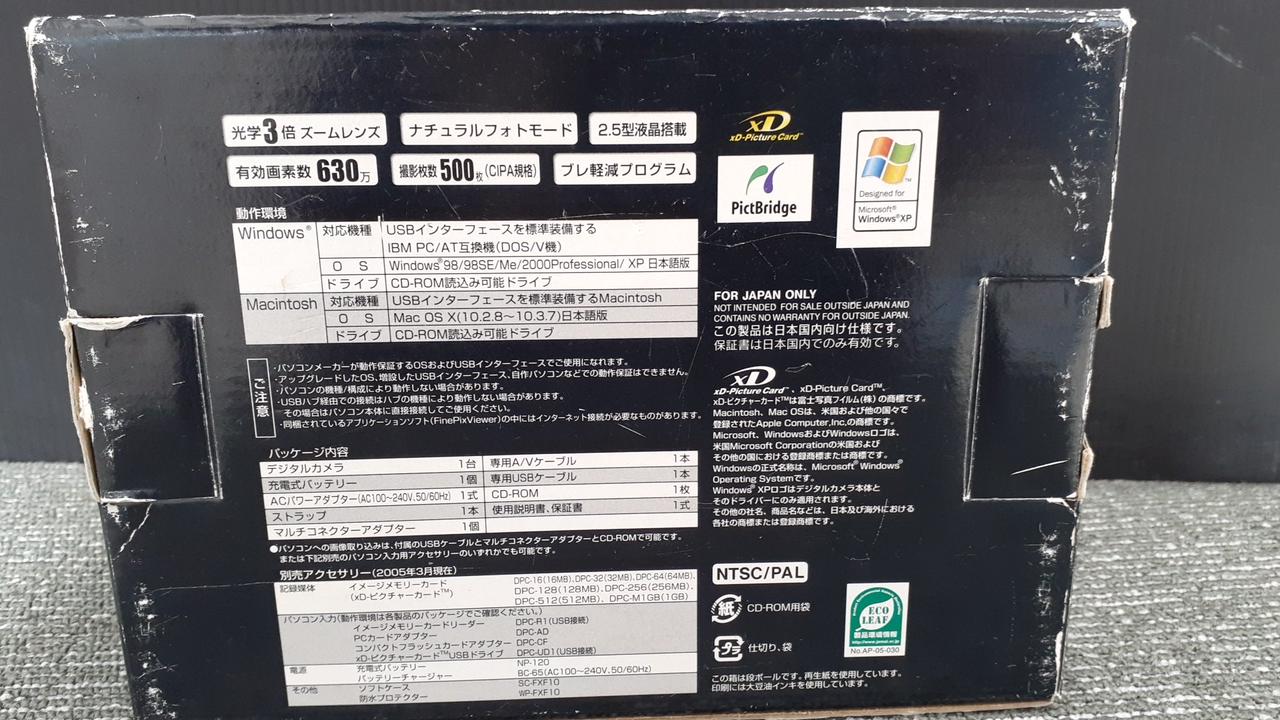 光学3倍 ズームレンズ
ナチュラルフォトモード
2.5型液晶搭載
有効画素数 630万
撮影枚数 500枚(CIPA規格)
ブレ軽減プログラム
xD
xD-Picture Card™
PictBridge
Designed for
Microsoft®
Windows®XP
動作環境
Windows® 対応機種 USBインターフェースを標準装備する
IBM PC/AT互換機(DOS/V機)
OS Windows®98/98SE/Me/2000Professional/ XP 日本語版
ドライブ CD-ROM読込み可能ドライブ
Macintosh 対応機種 USBインターフェースを標準装備するMacintosh
OS Mac OS X(10.2.8～10.3.7)日本語版
ドライブ CD-ROM読込み可能ドライブ
ご注意
・パソコンメーカーが動作保証するOSおよびUSBインターフェースでご使用になれます。
・アップグレードしたOS、増設したUSBインターフェース、自作パソコンなどでの動作保証はできません。
・パソコンの機種/構成により動作しない場合があります。
・USBハブ経由での接続はハブの機種により動作しない場合があります。
その場合はパソコン本体に直接接続してご使用ください。
・同梱されているアプリケーションソフト(FinePixViewer)の中にはインターネット接続が必要なものがあります。
パッケージ内容
デジタルカメラ 1台 専用A/Vケーブル 1本
充電式バッテリー 1個 専用USBケーブル 1本
ACパワーアダプター(AC100～240V,50/60Hz) 1式 CD-ROM 1枚
ストラップ 1本 使用説明書、保証書 1式
マルチコネクターアダプター 1個
●パソコンへの画像取り込みは、付属のUSBケーブルとマルチコネクターアダプターとCD-ROMで可能です。
または下記別売のパソコン入力用アクセサリーのいずれかでも可能です。
別売アクセサリー(2005年3月現在)
記録媒体 イメージメモリーカード DPC-16(16MB)、DPC-32(32MB)、DPC-64(64MB)、
(xD-ピクチャーカード™) DPC-128(128MB)、DPC-256(256MB)、
DPC-512(512MB)、DPC-M1GB(1GB)
パソコン入力(動作環境は各製品のパッケージでご確認ください。)
イメージメモリーカードリーダー DPC-R1(USB接続)
PCカードアダプター DPC-AD
コンパクトフラッシュカードアダプター DPC-CF
xD-ピクチャーカード™USBドライブ DPC-UD1(USB接続)
電源 充電式バッテリー NP-120
バッテリーチャージャー BC-65(AC100～240V,50/60Hz)
その他 ソフトケース SC-FXF10
防水プロテクター WP-FXF10
FOR JAPAN ONLY
NOT INTENDED FOR SALE OUTSIDE JAPAN AND
CONTAINS NO WARRANTY FOR OUTSIDE JAPAN.
この製品は日本国内向け仕様です。
保証書は日本国内でのみ有効です。
xD
xD-Picture Card™、xD-Picture Card™、
xD-ピクチャーカード™は富士写真フイルム(株)の商標です。
Macintosh、Mac OSは、米国および他の国々で
登録されたApple Computer,Inc.の商標です。
Microsoft、WindowsおよびWindowsロゴは、
米国Microsoft Corporationの米国および
その他の国における登録商標または商標です。
Windowsの正式名称は、Microsoft® Windows®
Operating Systemです。
Windows® XPロゴはデジタルカメラ本体と
そのドライバーにのみ適用されます。
その他の社名、商品名などは、日本及び海外における
各社の商標または登録商標です。
NTSC/PAL
紙 CD-ROM用袋
プラ 仕切り、袋
ECO
LEAF
製品環境情報
http://www.jemai.or.jp
No.AP-05-030
この箱は段ボールです。再生紙を使用しています。
印刷には大豆油インキを使用しています。